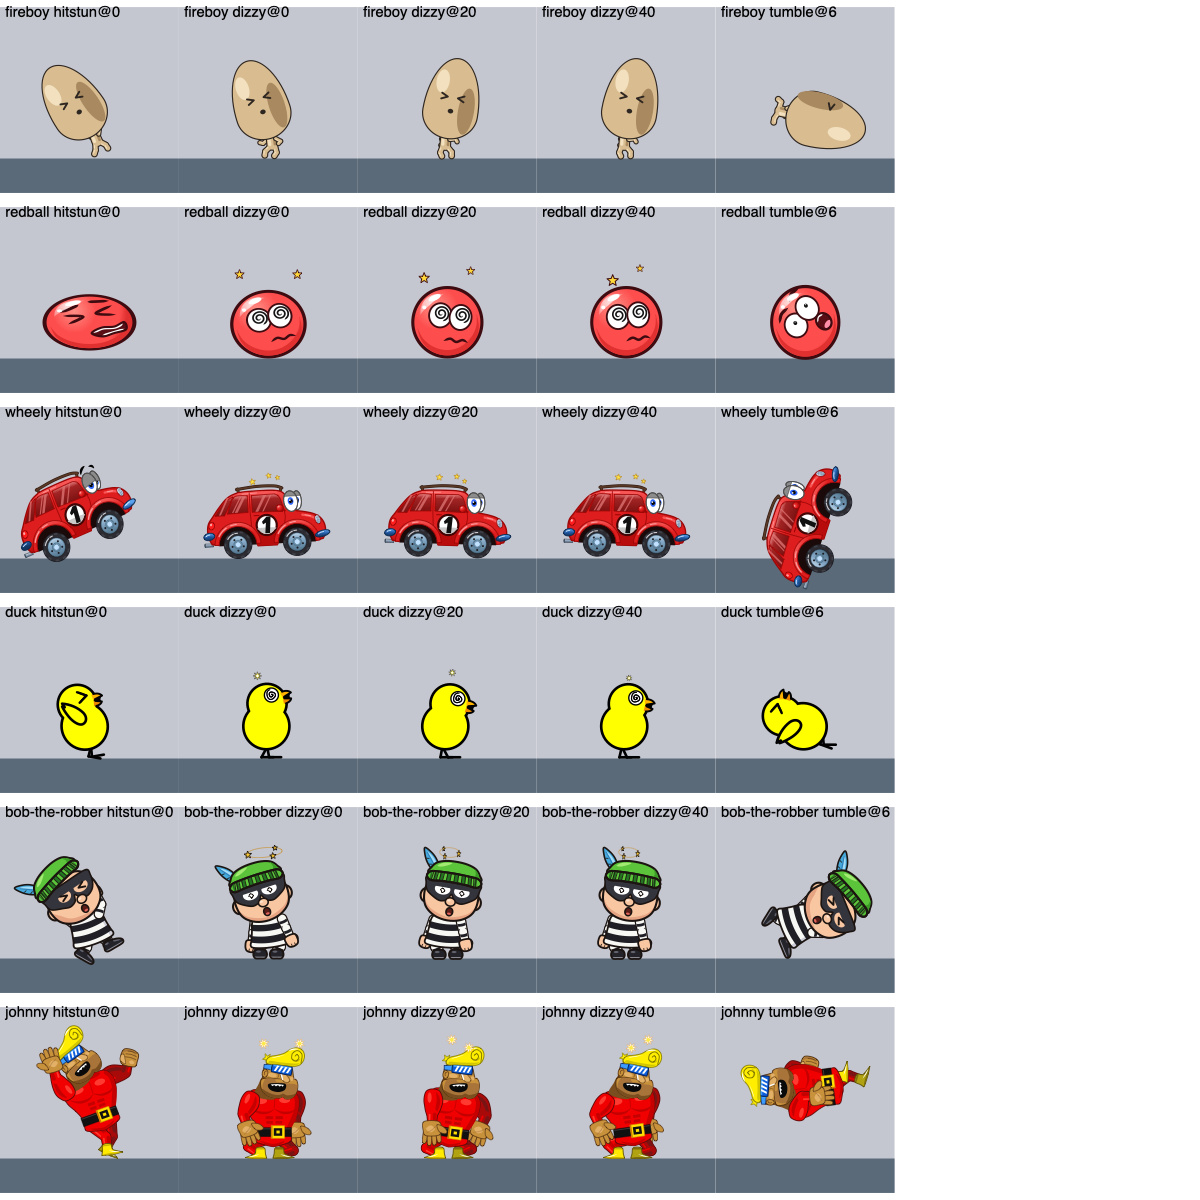 fireboy hitstun@0 fireboy dizzy@0 fireboy dizzy@20 fireboy dizzy@40 fireboy tumble@6
redball hitstun@0 redball dizzy@0 redball dizzy@20 redball dizzy@40 redball tumble@6
wheely hitstun@0 wheely dizzy@0 wheely dizzy@20 wheely dizzy@40 wheely tumble@6
1 1 1 1 1
duck hitstun@0 duck dizzy@0 duck dizzy@20 duck dizzy@40 duck tumble@6
bob-the-robber hitstun@0 bob-the-robber dizzy@0 bob-the-robber dizzy@20 bob-the-robber dizzy@40 bob-the-robber tumble@6
johnny hitstun@0 johnny dizzy@0 johnny dizzy@20 johnny dizzy@40 johnny tumble@6